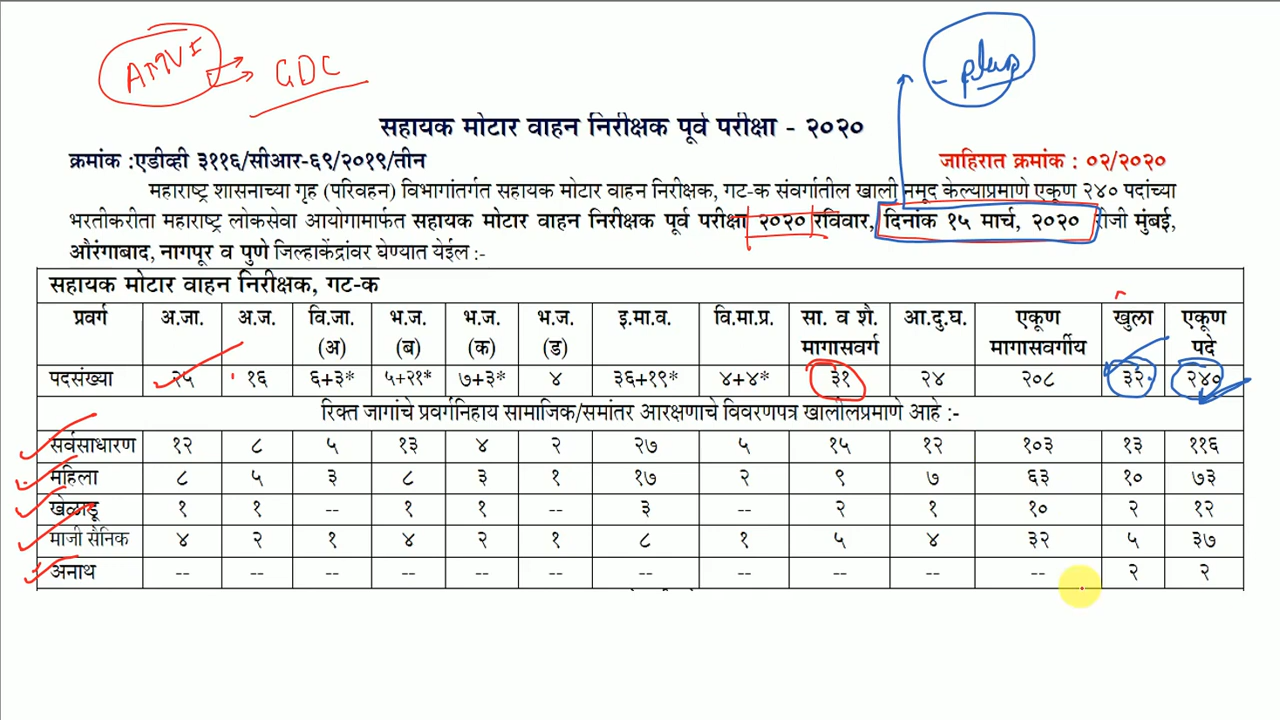 AMVI GDC
सहायक मोटार वाहन निरीक्षक पूर्व परीक्षा - २०२०
क्रमांक :एडीव्ही ३११६/सीआर-६९/२०१९/तीन जाहिरात क्रमांक : ०२/२०२०
महाराष्ट्र शासनाच्या गृह (परिवहन) विभागांतर्गत सहायक मोटार वाहन निरीक्षक, गट-क संवर्गातील खाली नमूद केल्याप्रमाणे एकूण २४० पदांच्या
भरतीकरीता महाराष्ट्र लोकसेवा आयोगामार्फत सहायक मोटार वाहन निरीक्षक पूर्व परीक्षा २०२० रविवार, दिनांक १५ मार्च, २०२० रोजी मुंबई,
औरंगाबाद, नागपूर व पुणे जिल्हाकेंद्रांवर घेण्यात येईल :-
सहायक मोटार वाहन निरीक्षक, गट-क
प्रवर्ग अ.जा. अ.ज. वि.जा. (अ) भ.ज. (ब) भ.ज. (क) भ.ज. (ड) इ.मा.व. वि.मा.प्र. सा. व शै. मागासवर्ग आ.दु.घ. एकूण मागासवर्गीय खुला एकूण पदे
पदसंख्या २५ १६ ६+३* ५+२१* ७+३* ४ ३६+१९* ४+४* ३१ २४ २०८ ३२ २४०
रिक्त जागांचे प्रवर्गनिहाय सामाजिक/समांतर आरक्षणाचे विवरणपत्र खालीलप्रमाणे आहे :-
सर्वसाधारण १२ ८ ५ १३ ४ २ २७ ५ १५ १२ १०३ १३ ११६
महिला ८ ५ ३ ८ ३ १ १७ २ ९ ७ ६३ १० ७३
खेळाडू १ १ -- १ १ -- ३ -- २ १ १० २ १२
माजी सैनिक ४ २ १ ४ २ १ ८ १ ५ ४ ३२ ५ ३७
अनाथ -- -- -- -- -- -- -- -- -- -- -- २ २